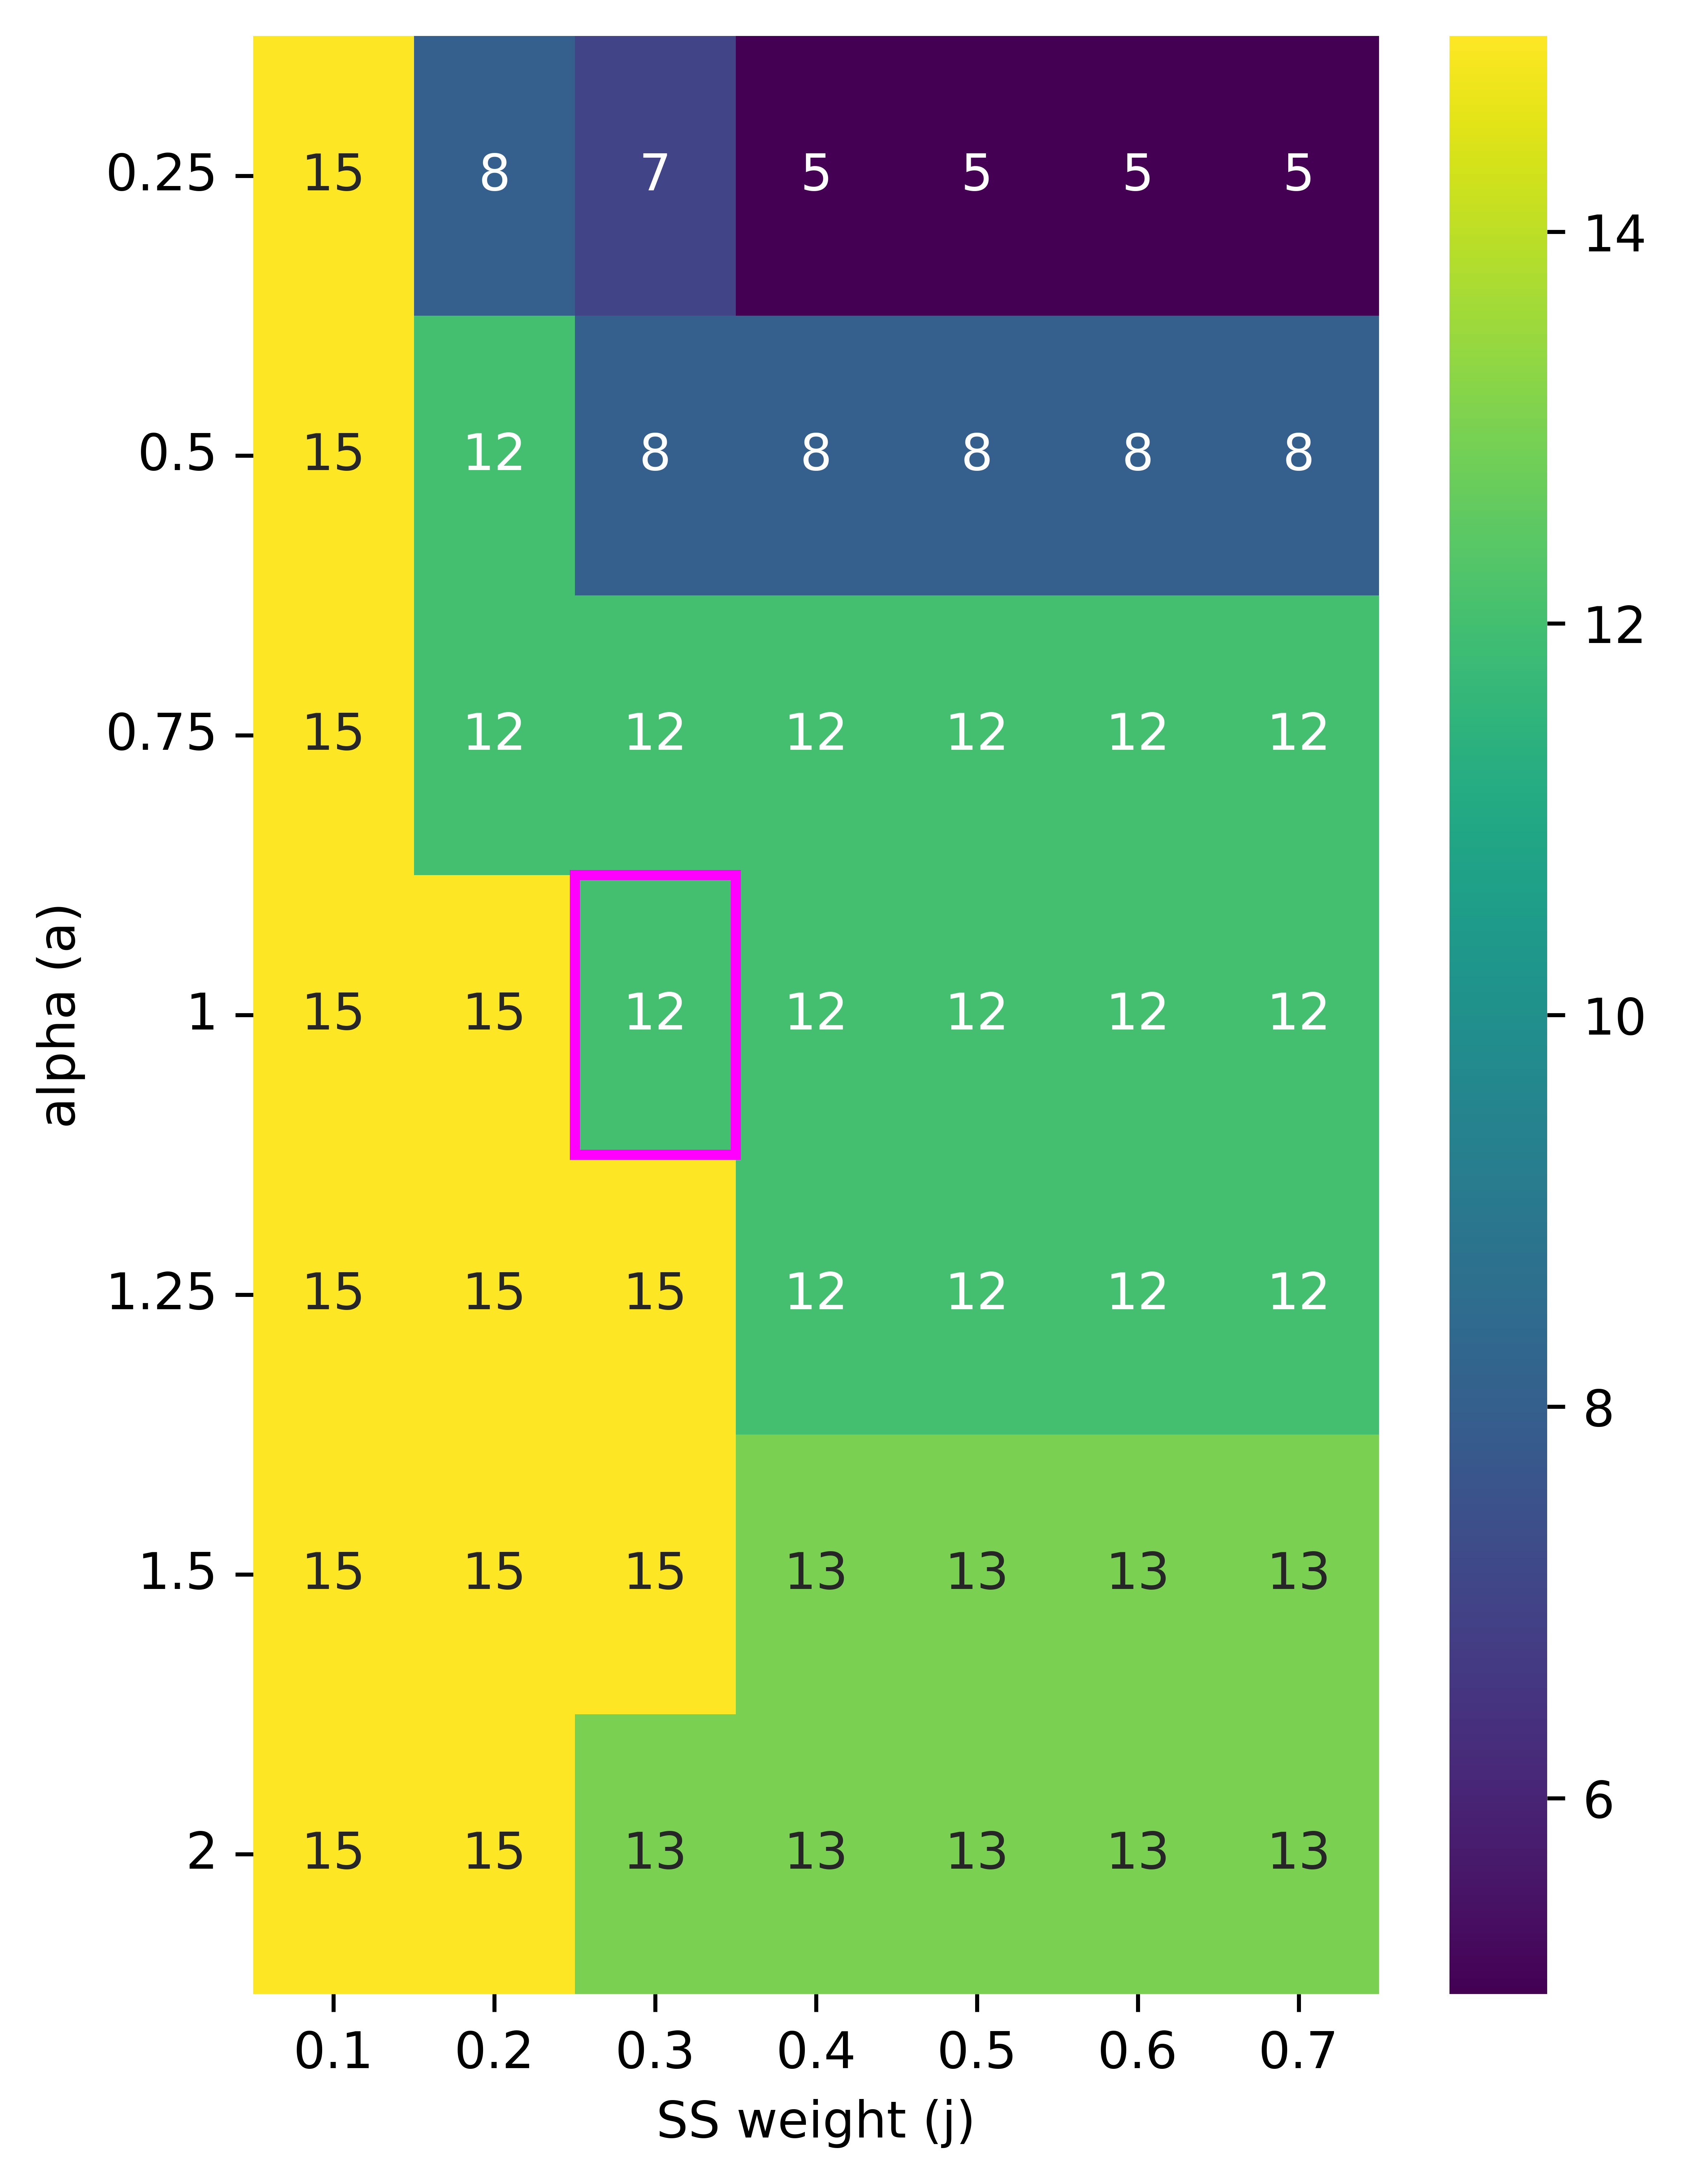 0.25 15 8 7 5 5 5 5
14
0.5 15 12 8 8 8 8 8
12
0.75 15 12 12 12 12 12 12
alpha (a)
1 15 15 12 12 12 12 12
10
1.25 15 15 15 12 12 12 12
8
1.5 15 15 15 13 13 13 13
6
2 15 15 13 13 13 13 13
0.1 0.2 0.3 0.4 0.5 0.6 0.7
SS weight (j)